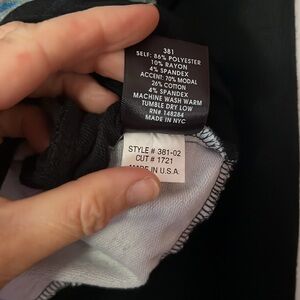 381
SELF: 86% POLYESTER
10% RAYON
4% SPANDEX
ACCENT: 70% MODAL
26% COTTON
4% SPANDEX
MACHINE WASH WARM
TUMBLE DRY LOW
RN# 148284
MADE IN NYC
STYLE # 381-02
CUT # 1721
MADE IN U.S.A.